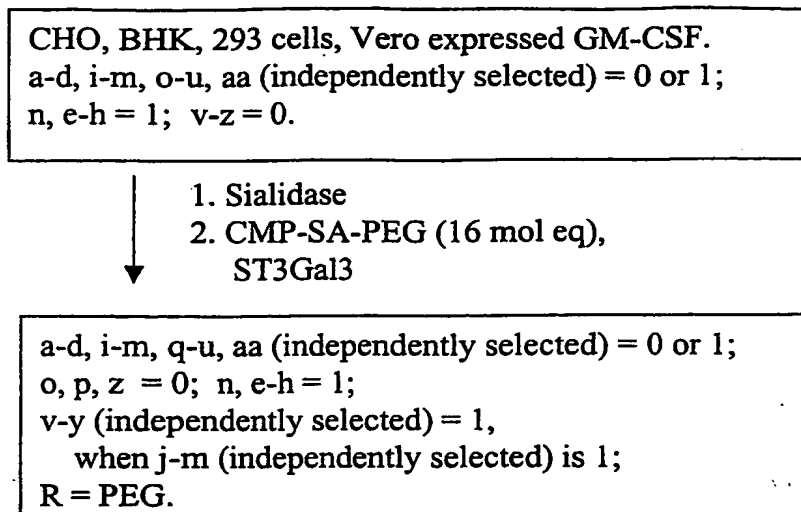 CHO, BHK, 293 cells, Vero expressed GM-CSF.
a-d, i-m, o-u, aa (independently selected) = 0 or 1;
n, e-h = 1; v-z = 0.
1. Sialidase
2. CMP-SA-PEG (16 mol eq),
ST3Gal3
a-d, i-m, q-u, aa (independently selected) = 0 or 1;
o, p, z = 0; n, e-h = 1;
v-y (independently selected) = 1,
when j-m (independently selected) is 1;
R = PEG.